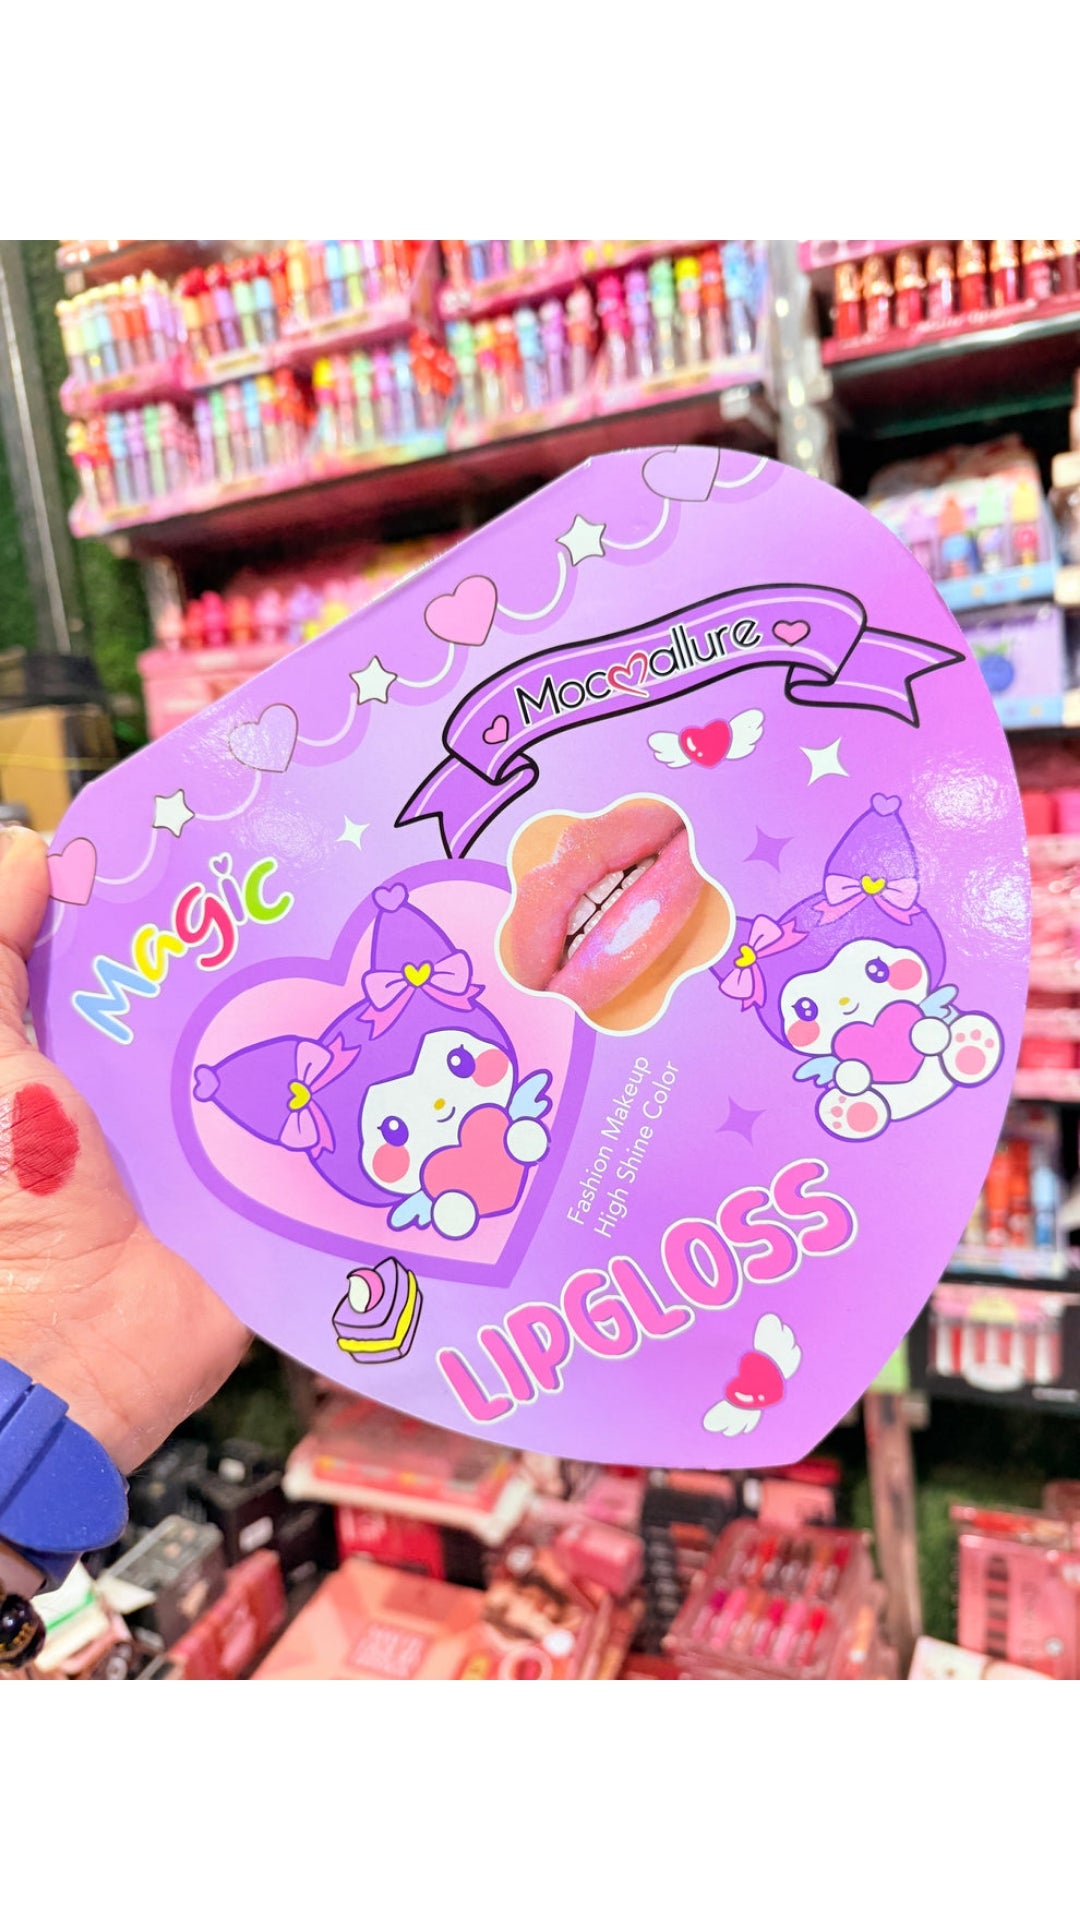 Mocallure
Magic
Fashion Makeup
High Shine Color
LIPGLOSS